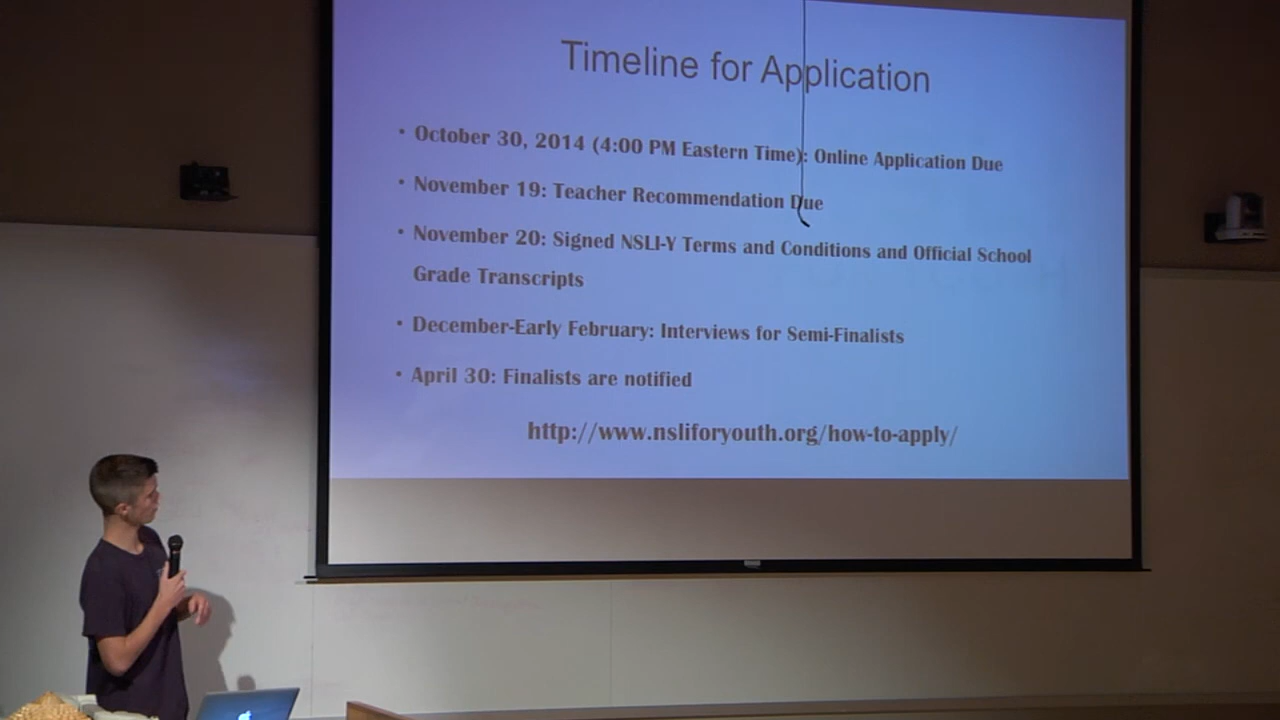 Timeline for Application
• October 30, 2014 (4:00 PM Eastern Time): Online Application Due
• November 19: Teacher Recommendation Due
• November 20: Signed NSLI-Y Terms and Conditions and Official School
Grade Transcripts
• December-Early February: Interviews for Semi-Finalists
• April 30: Finalists are notified
http://www.nsliforyouth.org/how-to-apply/